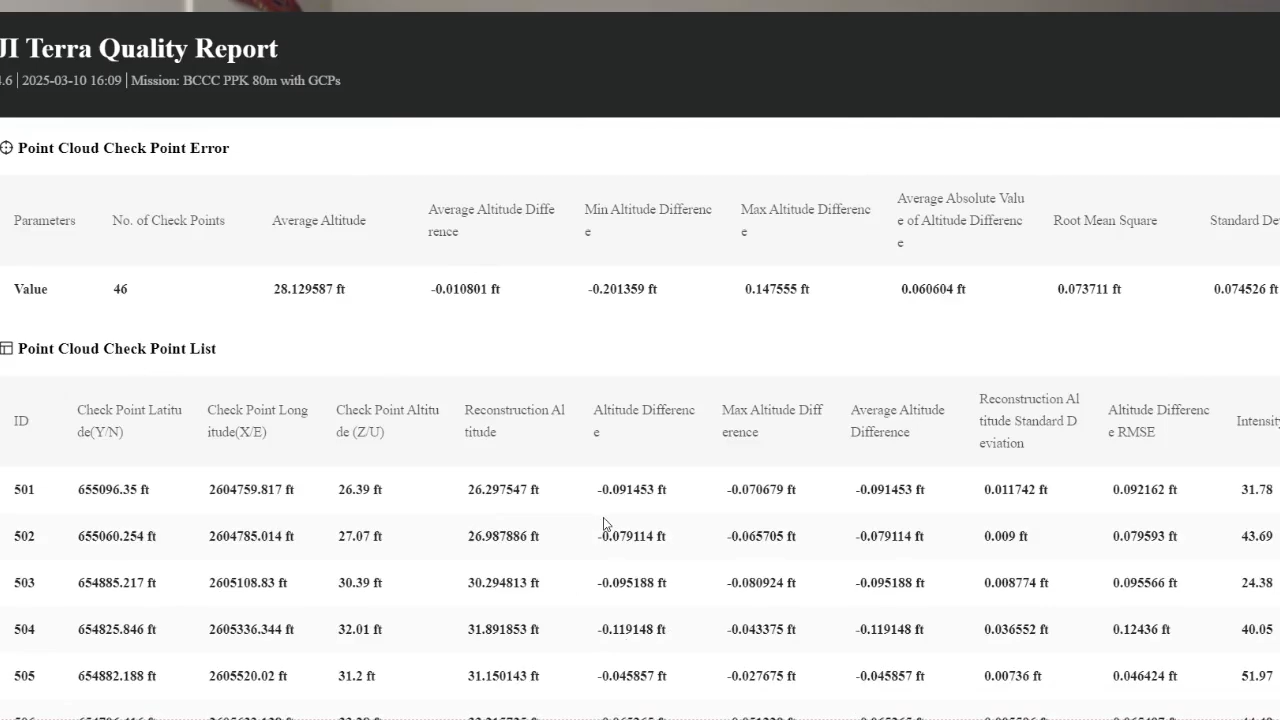 JI Terra Quality Report
4.6 | 2025-03-10 16:09 | Mission: BCCC PPK 80m with GCPs
Point Cloud Check Point Error
Parameters No. of Check Points Average Altitude Average Altitude Diffe
rence Min Altitude Differenc
e Max Altitude Differenc
e Average Absolute Valu
e of Altitude Differenc
e Root Mean Square Standard De
Value 46 28.129587 ft -0.010801 ft -0.201359 ft 0.147555 ft 0.060604 ft 0.073711 ft 0.074526 ft
Point Cloud Check Point List
ID Check Point Latitu
de(Y/N) Check Point Long
itude(X/E) Check Point Altitu
de (Z/U) Reconstruction Al
titude Altitude Differenc
e Max Altitude Diff
erence Average Altitude
Difference Reconstruction Al
titude Standard D
eviation Altitude Differenc
e RMSE Intensity
501 655096.35 ft 2604759.817 ft 26.39 ft 26.297547 ft -0.091453 ft -0.070679 ft -0.091453 ft 0.011742 ft 0.092162 ft 31.78
502 655060.254 ft 2604785.014 ft 27.07 ft 26.987886 ft -0.079114 ft -0.065705 ft -0.079114 ft 0.009 ft 0.079593 ft 43.69
503 654885.217 ft 2605108.83 ft 30.39 ft 30.294813 ft -0.095188 ft -0.080924 ft -0.095188 ft 0.008774 ft 0.095566 ft 24.38
504 654825.846 ft 2605336.344 ft 32.01 ft 31.891853 ft -0.119148 ft -0.043375 ft -0.119148 ft 0.036552 ft 0.12436 ft 40.05
505 654882.188 ft 2605520.02 ft 31.2 ft 31.150143 ft -0.045857 ft -0.027675 ft -0.045857 ft 0.00736 ft 0.046424 ft 51.97